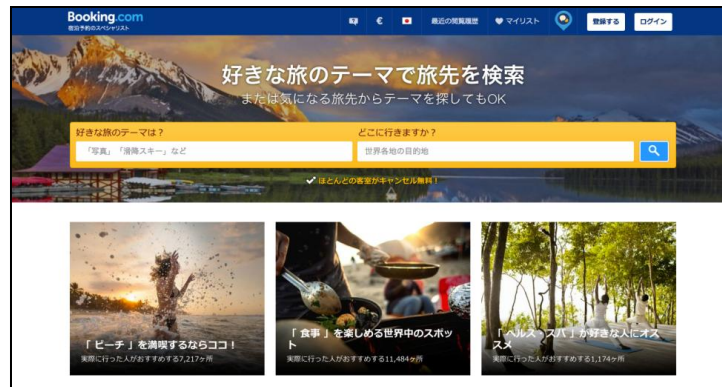 Booking.com
宿泊予約のスペシャリスト
€
最近の閲覧履歴
マイリスト
登録する
ログイン
好きな旅のテーマで旅先を検索
または気になる旅先からテーマを探してもOK
好きな旅のテーマは？
どこに行きますか？
「写真」「滑降スキー」など
世界各地の目的地
ほとんどの客室がキャンセル無料！
「 ビーチ 」を満喫するならココ！
実際に行った人がおすすめする7,217ヶ所
「 食事 」を楽しめる世界中のスポッ
ト
実際に行った人がおすすめする11,484ヶ所
「 ヘルス・スパ 」が好きな人にオス
スメ
実際に行った人がおすすめする1,174ヶ所